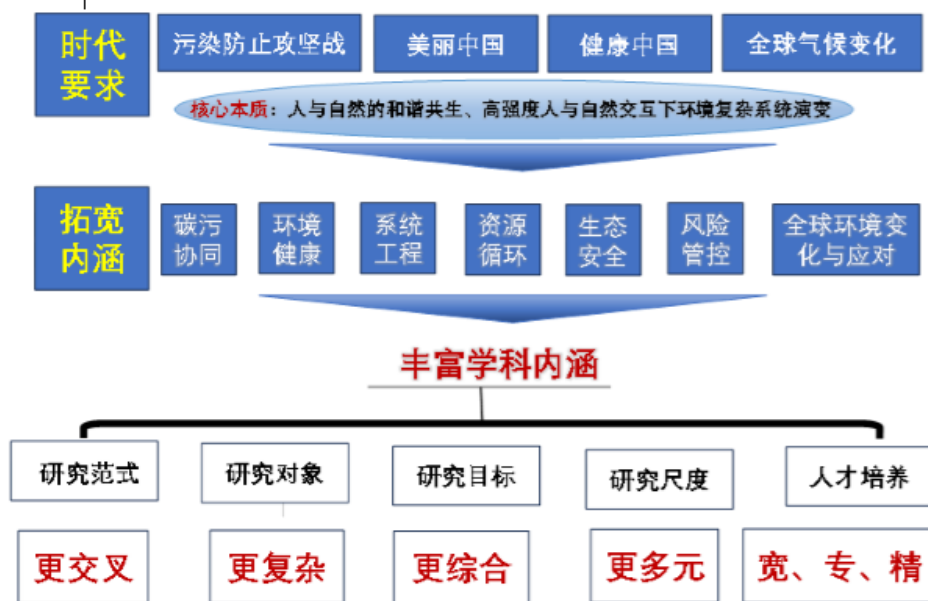 时代
要求
污染防止攻坚战
美丽中国
健康中国
全球气候变化
核心本质：人与自然的和谐共生、高强度人与自然交互下环境复杂系统演变
拓宽
内涵
碳污
协同
环境
健康
系统
工程
资源
循环
生态
安全
风险
管控
全球环境变
化与应对
丰富学科内涵
研究范式
研究对象
研究目标
研究尺度
人才培养
更交叉
更复杂
更综合
更多元
宽、专、精